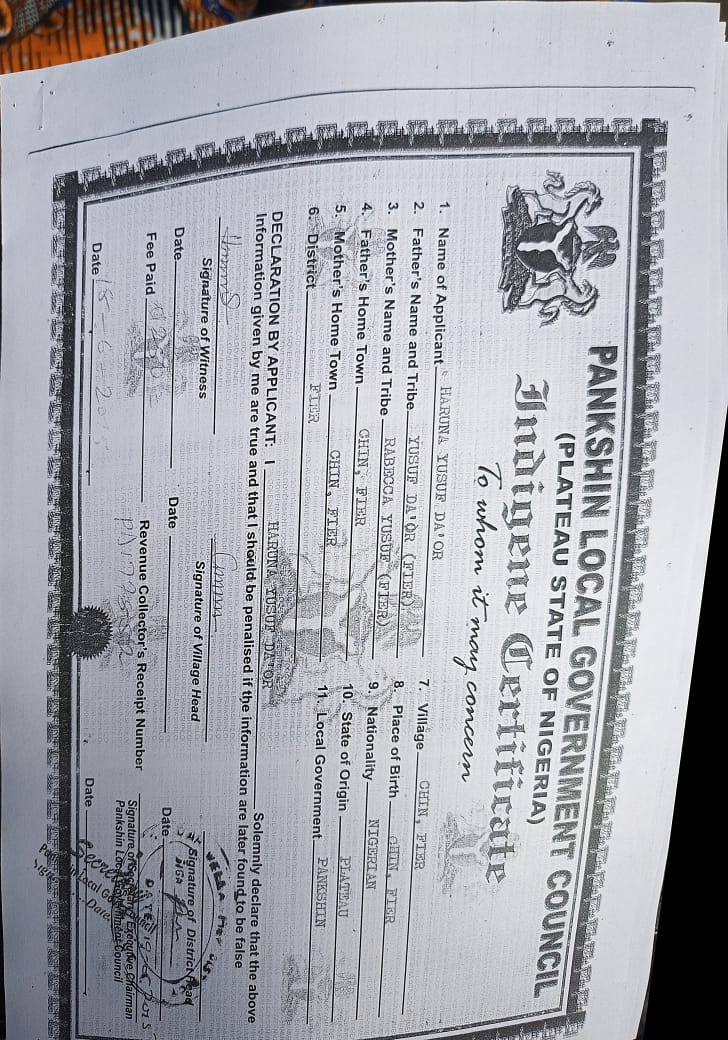 PANKSHIN LOCAL GOVERNMENT COUNCIL
(PLATEAU STATE OF NIGERIA)
Indigene Certificate
To whom it may concern
1. Name of Applicant HARUNA YUSUF DA'OR
2. Father's Name and Tribe YUSUF DA'OR (FIER)
3. Mother's Name and Tribe RABECCA YUSUF (FIER)
4. Father's Home Town CHIN, FIER
5. Mother's Home Town CHIN, FIER
6. District FIER
7. Village CHIN, FIER
8. Place of Birth CHIN, FIER
9. Nationality NIGERIAN
10. State of Origin PLATEAU
11. Local Government PANKSHIN
DECLARATION BY APPLICANT: I HARUNA YUSUF DA'OR Solemnly declare that the above
Information given by me are true and that I should be penalised if the information are later found to be false
Signature of Witness
Signature of Village Head
Signature of District Head
Date
Date
Date
Fee Paid
Revenue Collector's Receipt Number
Signature of Secretary/Executive Chairman
Pankshin Local Government Council
Date
Date